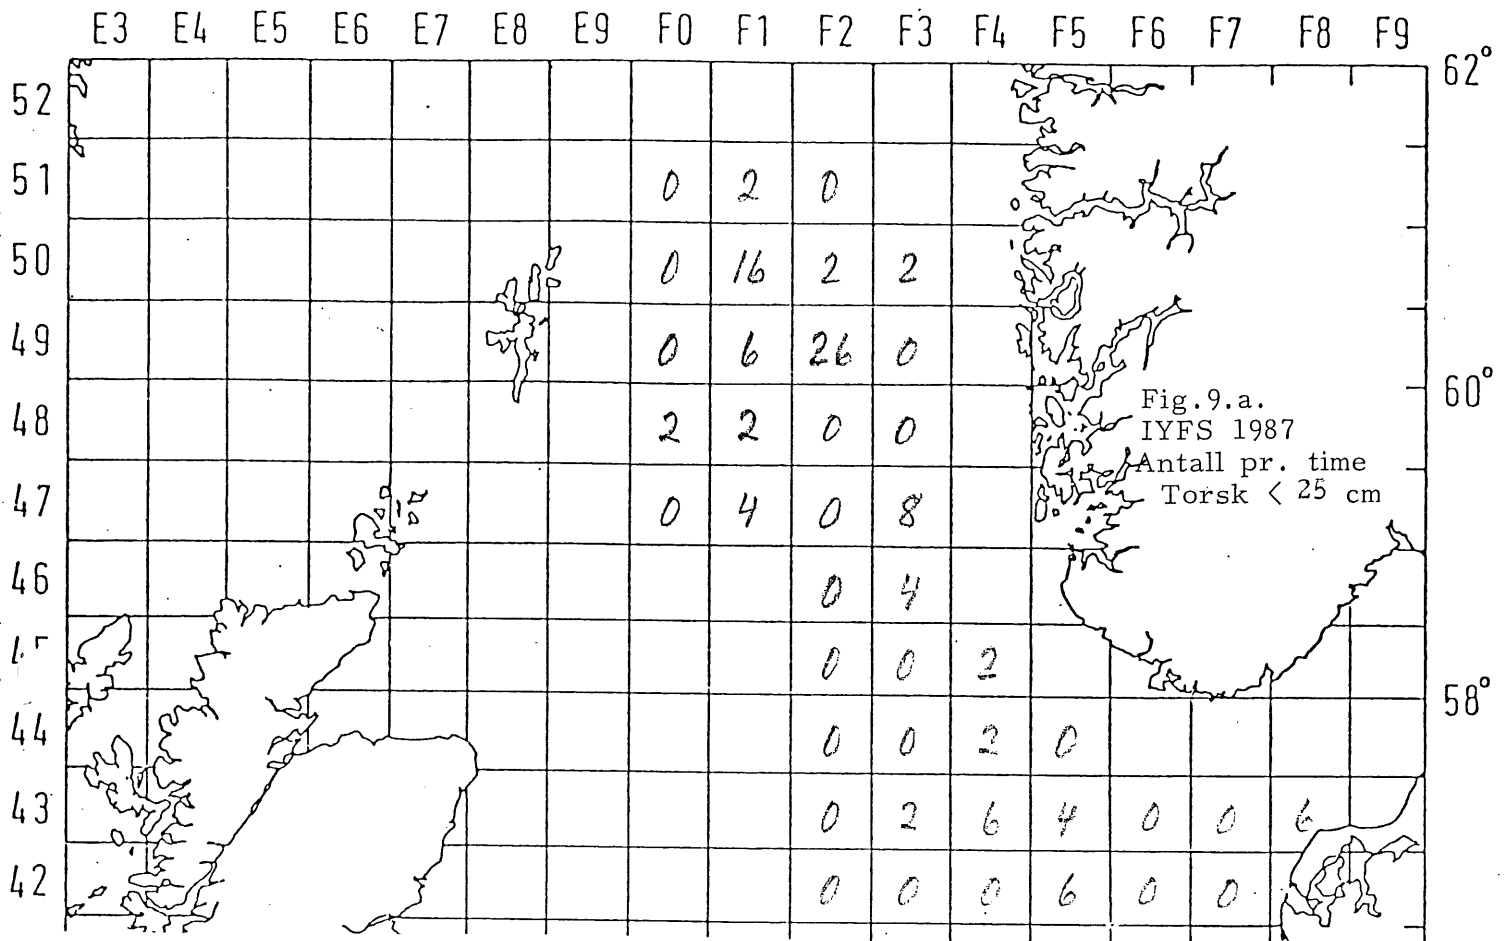 E3 E4 E5 E6 E7 E8 E9 F0 F1 F2 F3 F4 F5 F6 F7 F8 F9
62°
52
51 0 2 0
50 0 16 2 2
49 0 6 26 0
60°
Fig.9.a.
48 2 2 0 0
IYFS 1987
Antall pr. time
Torsk < 25 cm
47 0 4 0 8
46 0 4
0 0 2
58°
44 0 0 2 0
43 0 2 6 4 0 0 6
42 0 0 0 6 0 0